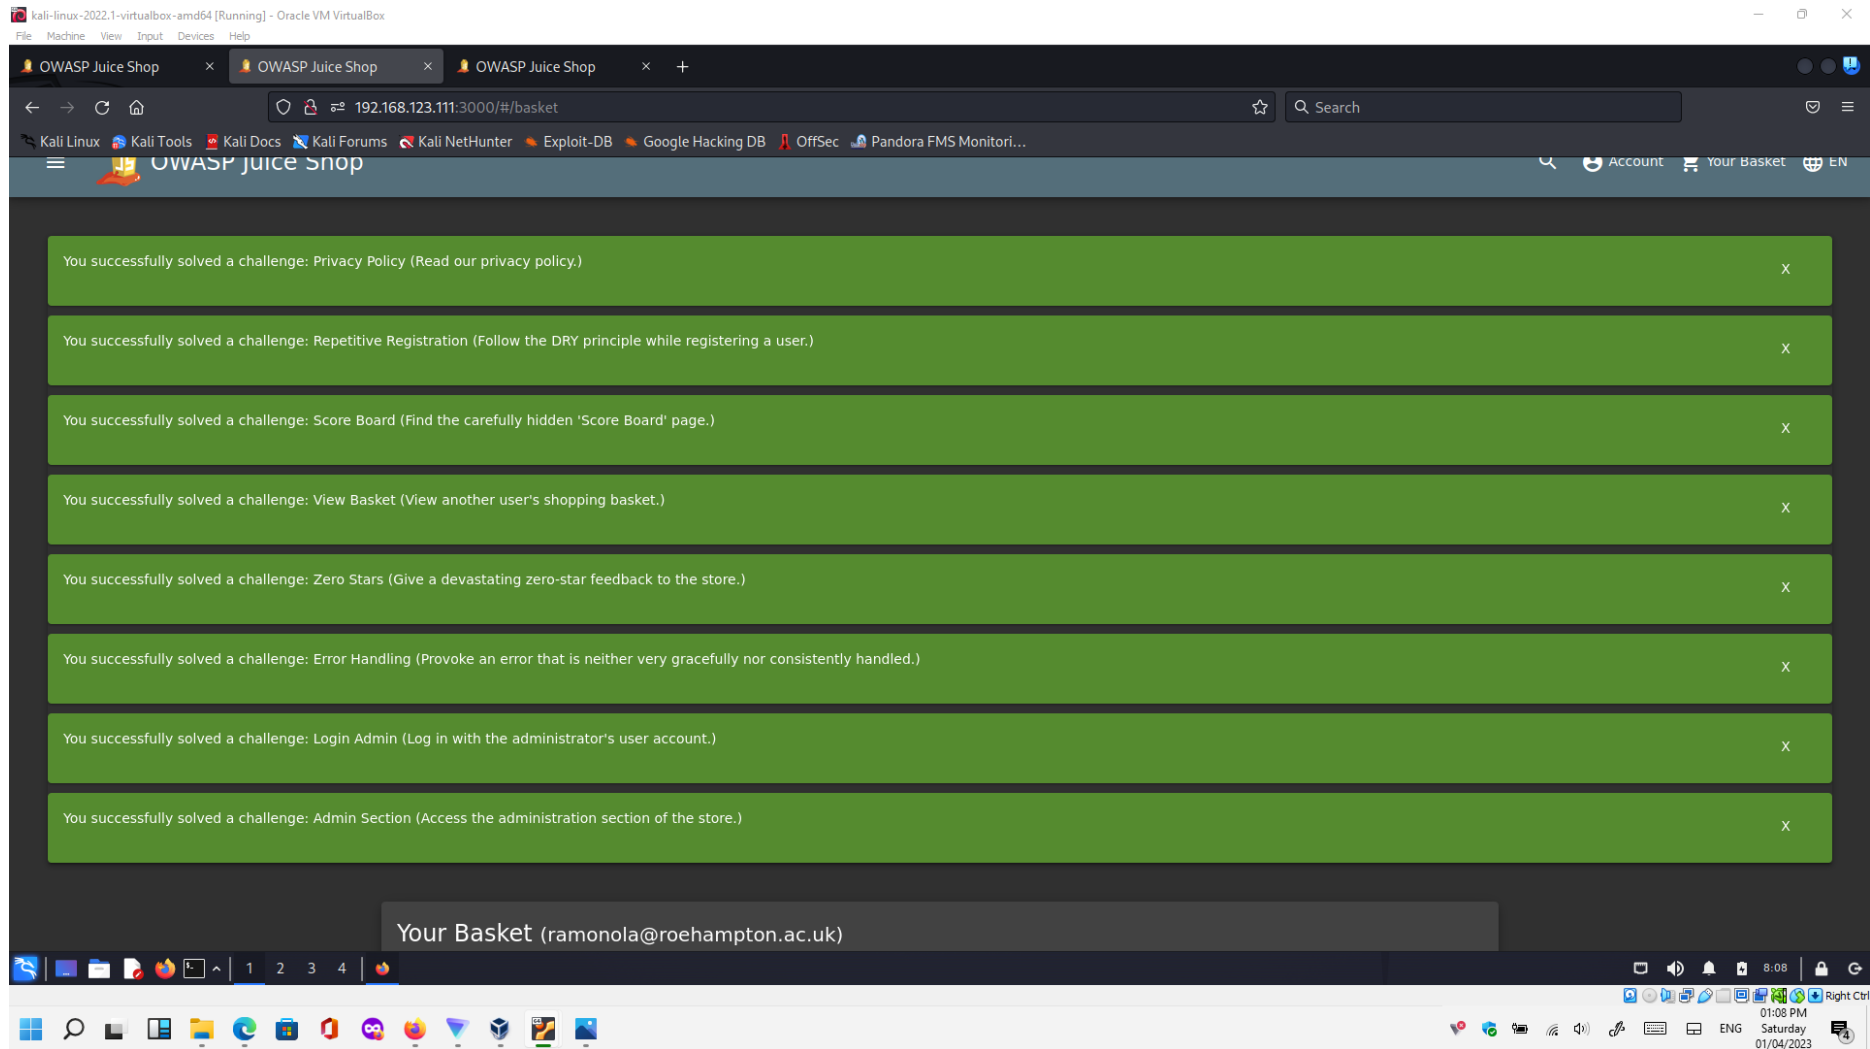 kali-linux-2022.1-virtualbox-amd64 [Running] - Oracle VM VirtualBox
File Machine View Input Devices Help
OWASP Juice Shop × OWASP Juice Shop × OWASP Juice Shop × +
192.168.123.111:3000/#/basket Search
Kali Linux Kali Tools Kali Docs Kali Forums Kali NetHunter Exploit-DB Google Hacking DB OffSec Pandora FMS Monitori…
OWASP Juice Shop Account Your Basket EN
You successfully solved a challenge: Privacy Policy (Read our privacy policy.) X
You successfully solved a challenge: Repetitive Registration (Follow the DRY principle while registering a user.) X
You successfully solved a challenge: Score Board (Find the carefully hidden 'Score Board' page.) X
You successfully solved a challenge: View Basket (View another user's shopping basket.) X
You successfully solved a challenge: Zero Stars (Give a devastating zero-star feedback to the store.) X
You successfully solved a challenge: Error Handling (Provoke an error that is neither very gracefully nor consistently handled.) X
You successfully solved a challenge: Login Admin (Log in with the administrator's user account.) X
You successfully solved a challenge: Admin Section (Access the administration section of the store.) X
Your Basket (ramonola@roehampton.ac.uk)
1 2 3 4 8:08
Right Ctrl
01:08 PM
ENG Saturday
01/04/2023
4